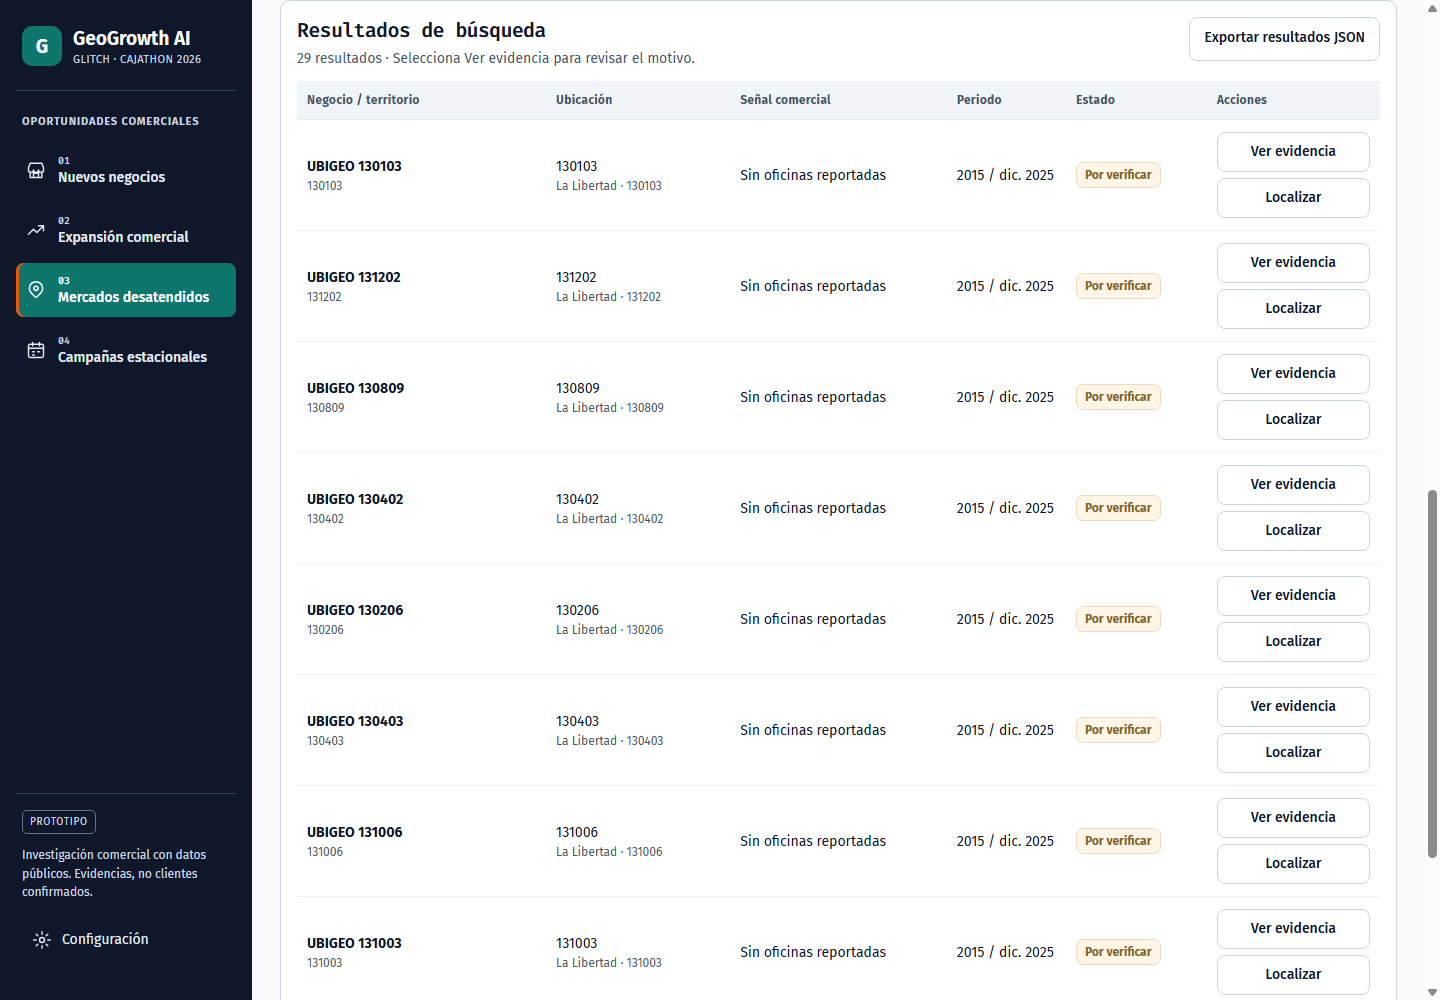 G
GeoGrowth AI
GLITCH · CAJATHON 2026
OPORTUNIDADES COMERCIALES
01
Nuevos negocios
02
Expansión comercial
03
Mercados desatendidos
04
Campañas estacionales
PROTOTIPO
Investigación comercial con datos
públicos. Evidencias, no clientes
confirmados.
Configuración
Resultados de búsqueda
29 resultados · Selecciona Ver evidencia para revisar el motivo.
Exportar resultados JSON
Negocio / territorio Ubicación Señal comercial Periodo Estado Acciones
UBIGEO 130103
130103
130103
La Libertad · 130103
Sin oficinas reportadas
2015 / dic. 2025
Por verificar
Ver evidencia
Localizar
UBIGEO 131202
131202
131202
La Libertad · 131202
Sin oficinas reportadas
2015 / dic. 2025
Por verificar
Ver evidencia
Localizar
UBIGEO 130809
130809
130809
La Libertad · 130809
Sin oficinas reportadas
2015 / dic. 2025
Por verificar
Ver evidencia
Localizar
UBIGEO 130402
130402
130402
La Libertad · 130402
Sin oficinas reportadas
2015 / dic. 2025
Por verificar
Ver evidencia
Localizar
UBIGEO 130206
130206
130206
La Libertad · 130206
Sin oficinas reportadas
2015 / dic. 2025
Por verificar
Ver evidencia
Localizar
UBIGEO 130403
130403
130403
La Libertad · 130403
Sin oficinas reportadas
2015 / dic. 2025
Por verificar
Ver evidencia
Localizar
UBIGEO 131006
131006
131006
La Libertad · 131006
Sin oficinas reportadas
2015 / dic. 2025
Por verificar
Ver evidencia
Localizar
UBIGEO 131003
131003
131003
La Libertad · 131003
Sin oficinas reportadas
2015 / dic. 2025
Por verificar
Ver evidencia
Localizar